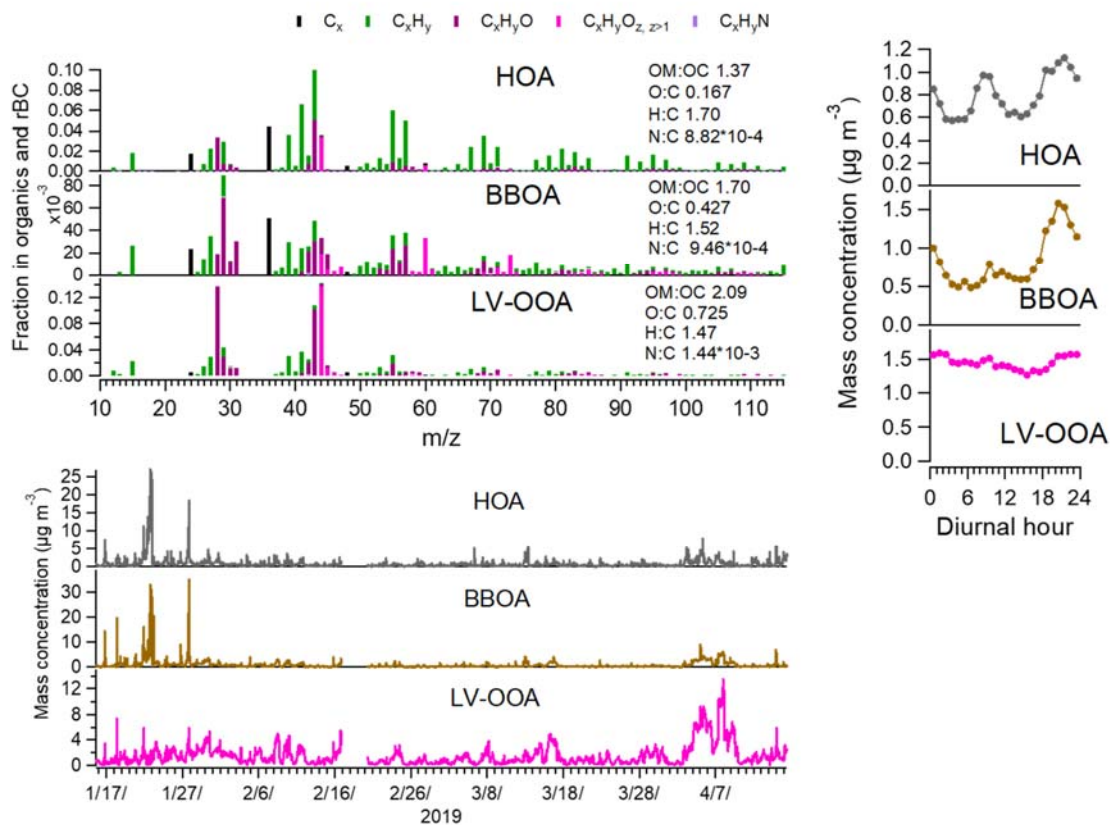 Cx CxHy CxHyO CxHyOz, z>1 CxHyN
Fraction in organics and rBC
x10⁻³
HOA
OM:OC 1.37
O:C 0.167
H:C 1.70
N:C 8.82*10-4
0.10
0.08
0.06
0.04
0.02
0.00
BBOA
OM:OC 1.70
O:C 0.427
H:C 1.52
N:C 9.46*10-4
80
60
40
20
0
LV-OOA
OM:OC 2.09
O:C 0.725
H:C 1.47
N:C 1.44*10-3
0.12
0.08
0.04
0.00
10 20 30 40 50 60 70 80 90 100 110
m/z
Mass concentration (µg m⁻³)
1.2
1.0
0.8
0.6
0.4
0.2
0.0
HOA
1.5
1.0
0.5
0.0
BBOA
1.5
1.0
0.5
0.0
LV-OOA
0 6 12 18 24
Diurnal hour
Mass concentration (µg m⁻³)
25
20
15
10
5
0
HOA
30
20
10
0
BBOA
12
8
4
0
LV-OOA
1/17/ 1/27/ 2/6/ 2/16/ 2/26/ 3/8/ 3/18/ 3/28/ 4/7/
2019